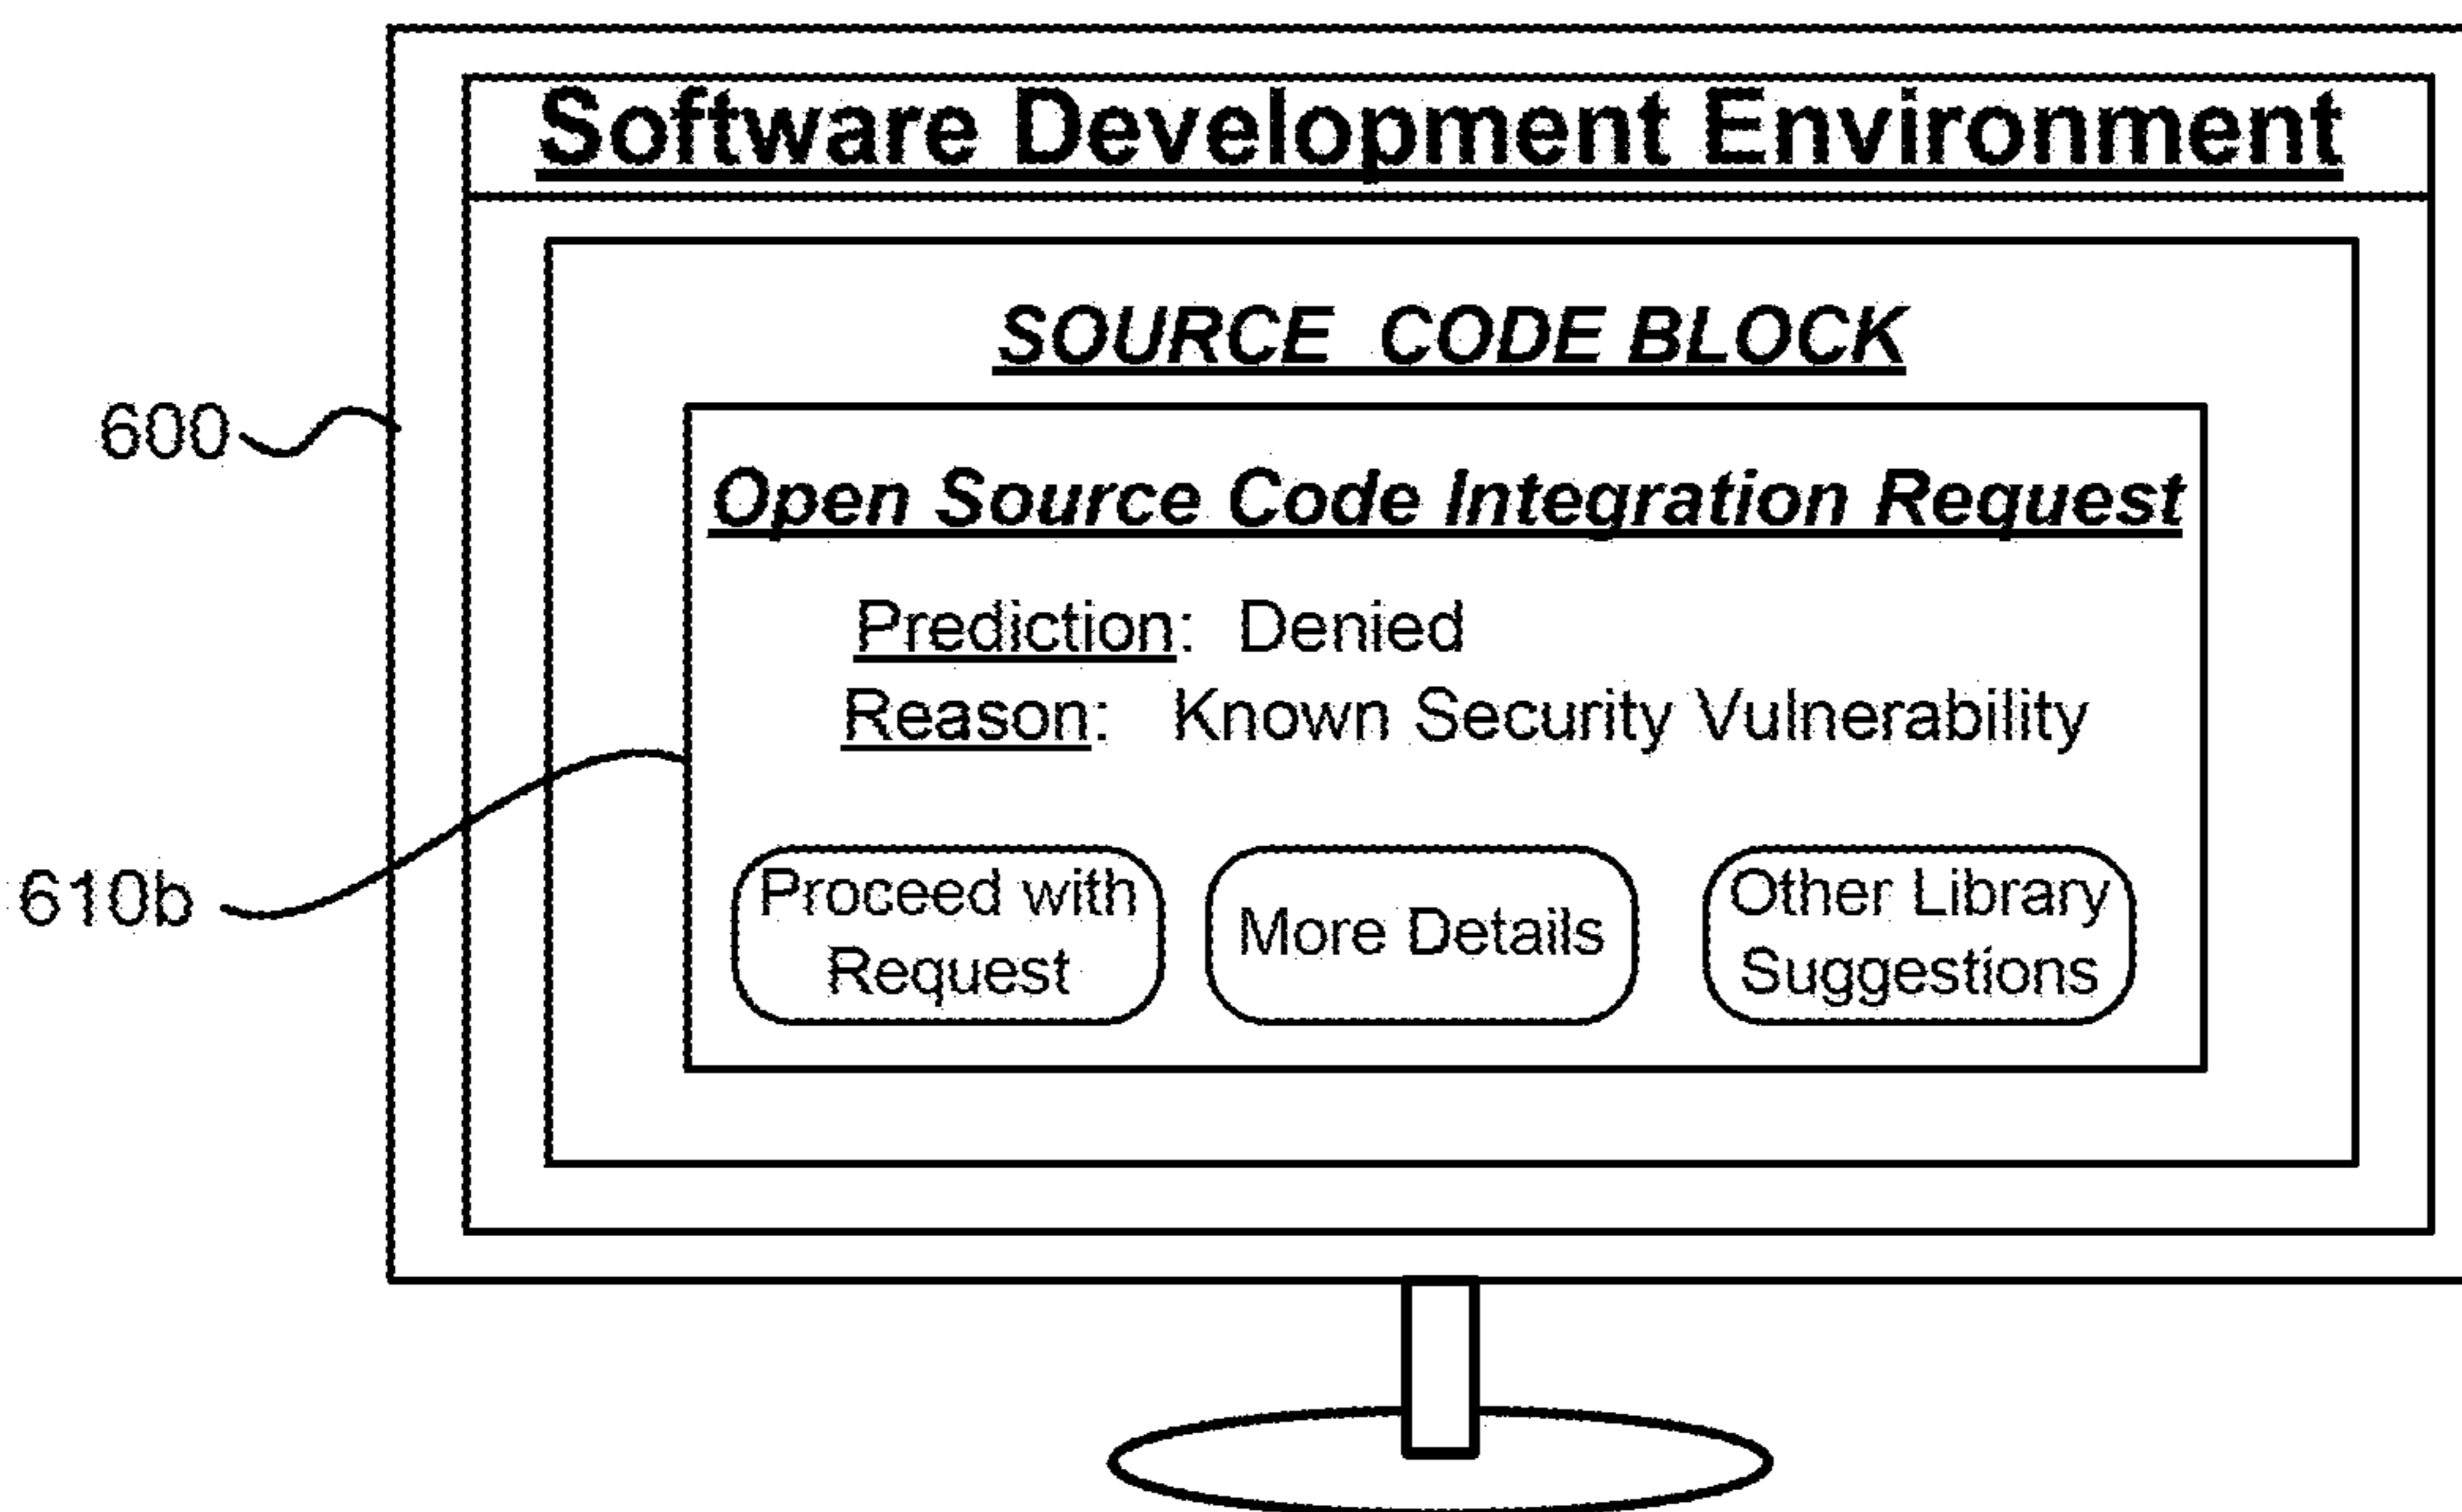 Software Development Environment
SOURCE CODE BLOCK
600
Open Source Code Integration Request
Prediction: Denied
Reason: Known Security Vulnerability
610b
Proceed with
Request
More Details
Other Library
Suggestions